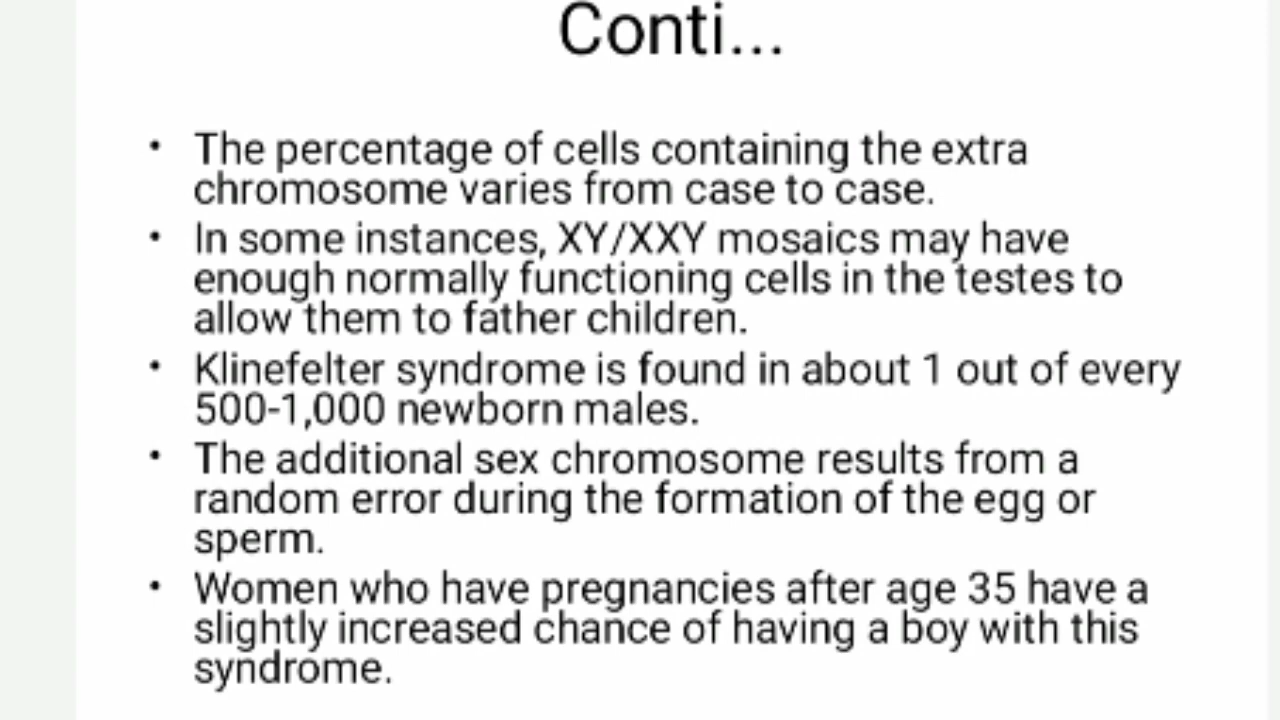 Conti...
• The percentage of cells containing the extra
chromosome varies from case to case.
• In some instances, XY/XXY mosaics may have
enough normally functioning cells in the testes to
allow them to father children.
• Klinefelter syndrome is found in about 1 out of every
500-1,000 newborn males.
• The additional sex chromosome results from a
random error during the formation of the egg or
sperm.
• Women who have pregnancies after age 35 have a
slightly increased chance of having a boy with this
syndrome.